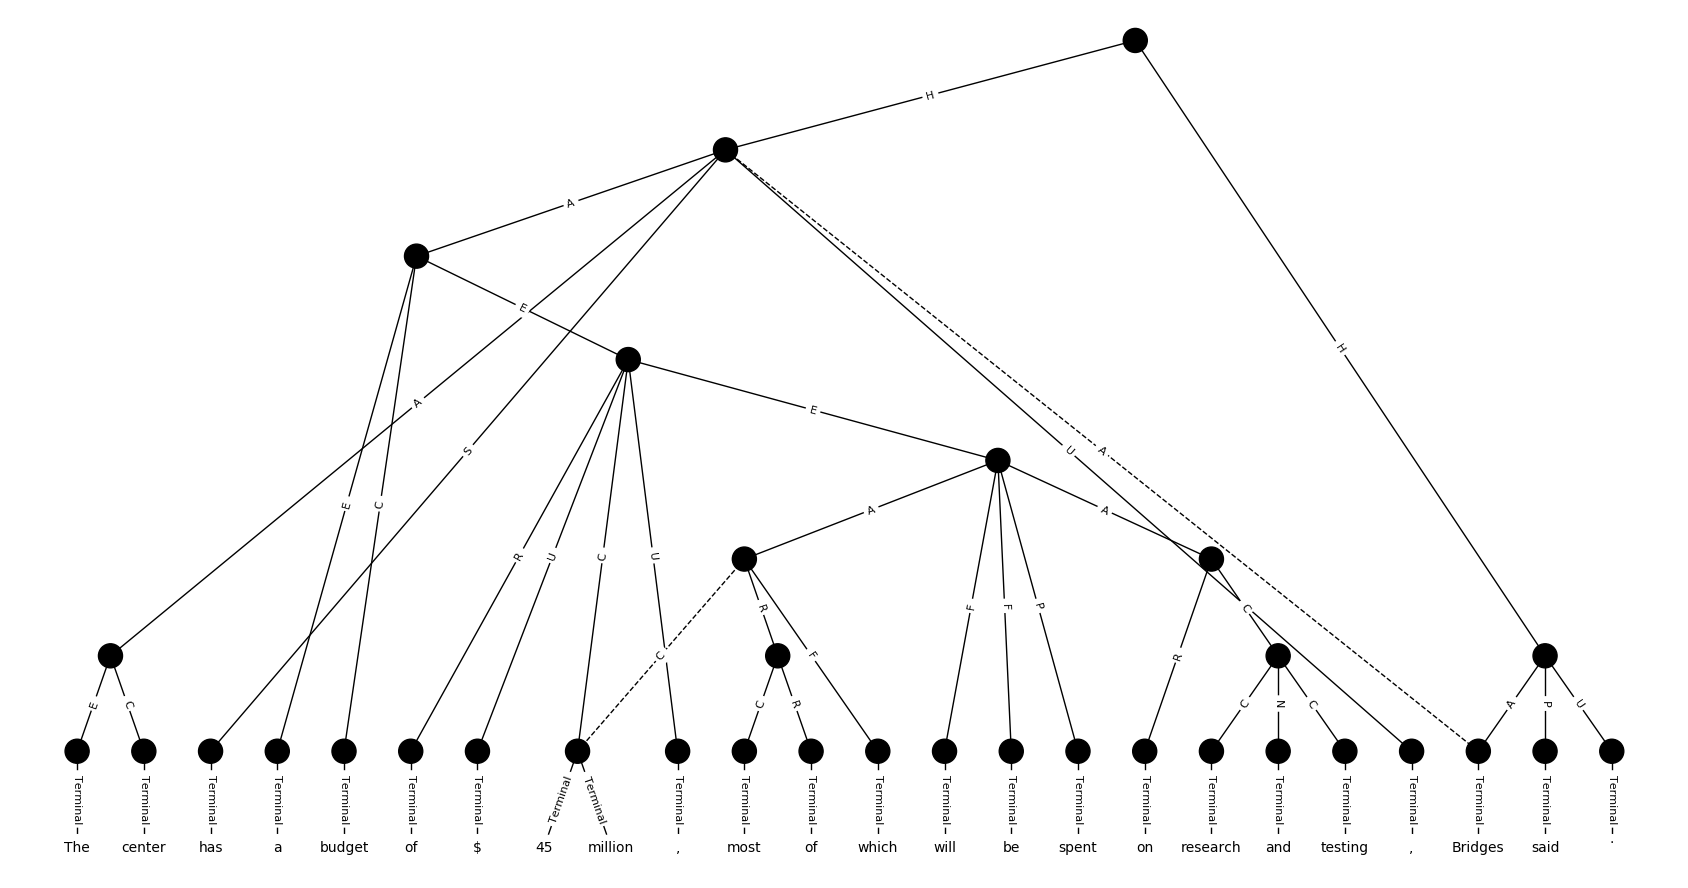 H
A
H
E
A
E
S
U
A
E
C
A
A
R
U
C
U
R
F
F
F
P
C
C
R
E
C
C
R
C
N
C
A
P
U
Terminal Terminal Terminal Terminal Terminal Terminal Terminal Terminal Terminal Terminal Terminal Terminal Terminal Terminal Terminal Terminal Terminal Terminal Terminal Terminal Terminal Terminal Terminal Terminal
The center has a budget of $ 45 million , most of which will be spent on research and testing , Bridges said .